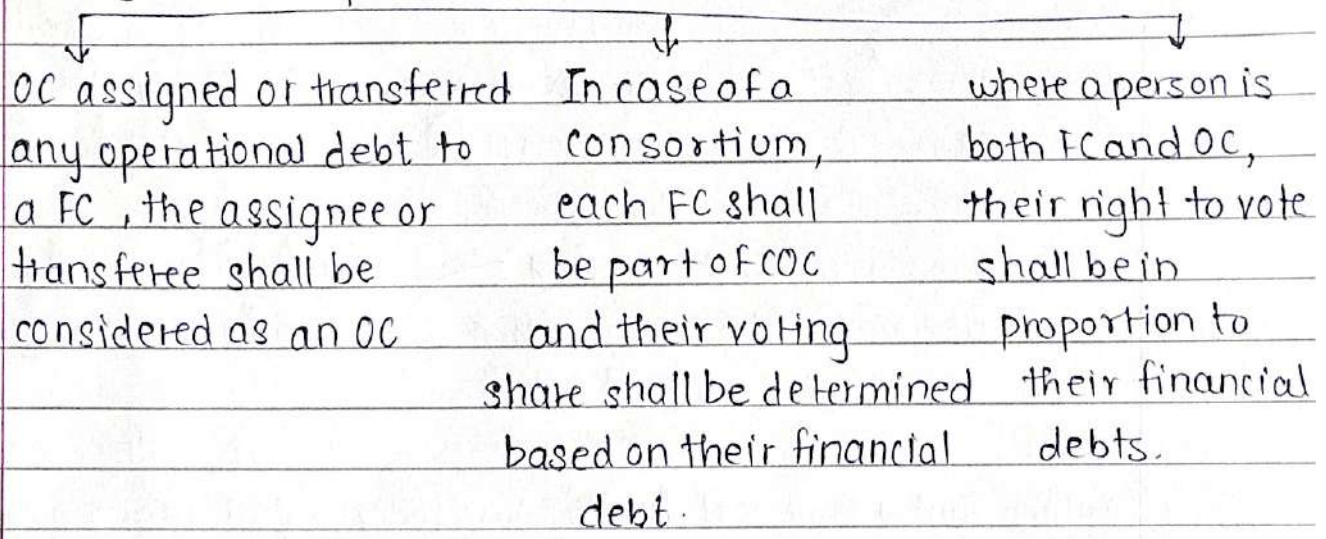 OC assigned or transferred
any operational debt to
a FC, the assignee or
transferee shall be
considered as an OC
In case of a
consortium,
each FC shall
be part of COC
and their voting
share shall be determined
based on their financial
debt.
where a person is
both FC and OC,
their right to vote
shall be in
proportion to
their financial
debts.